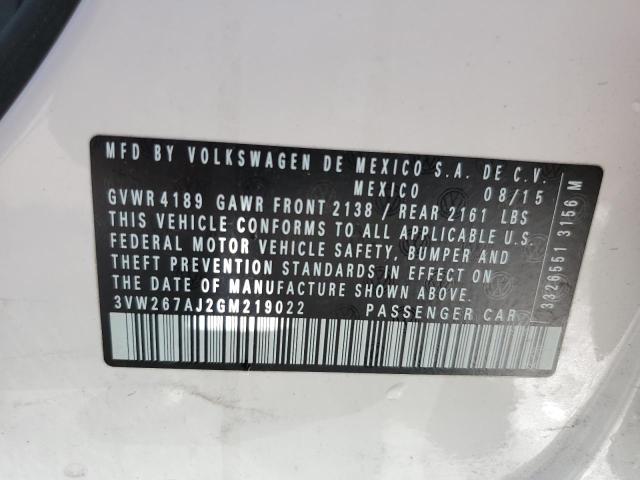 MFD BY VOLKSWAGEN DE MEXICO S.A. DE C.V.
MEXICO 08/15
GVWR 4189 GAWR FRONT 2138 / REAR 2161 LBS
THIS VEHICLE CONFORMS TO ALL APPLICABLE U.S.
FEDERAL MOTOR VEHICLE SAFETY, BUMPER AND
THEFT PREVENTION STANDARDS IN EFFECT ON
THE DATE OF MANUFACTURE SHOWN ABOVE.
3VW267AJ2GM219022 PASSENGER CAR
3326551 3156 M